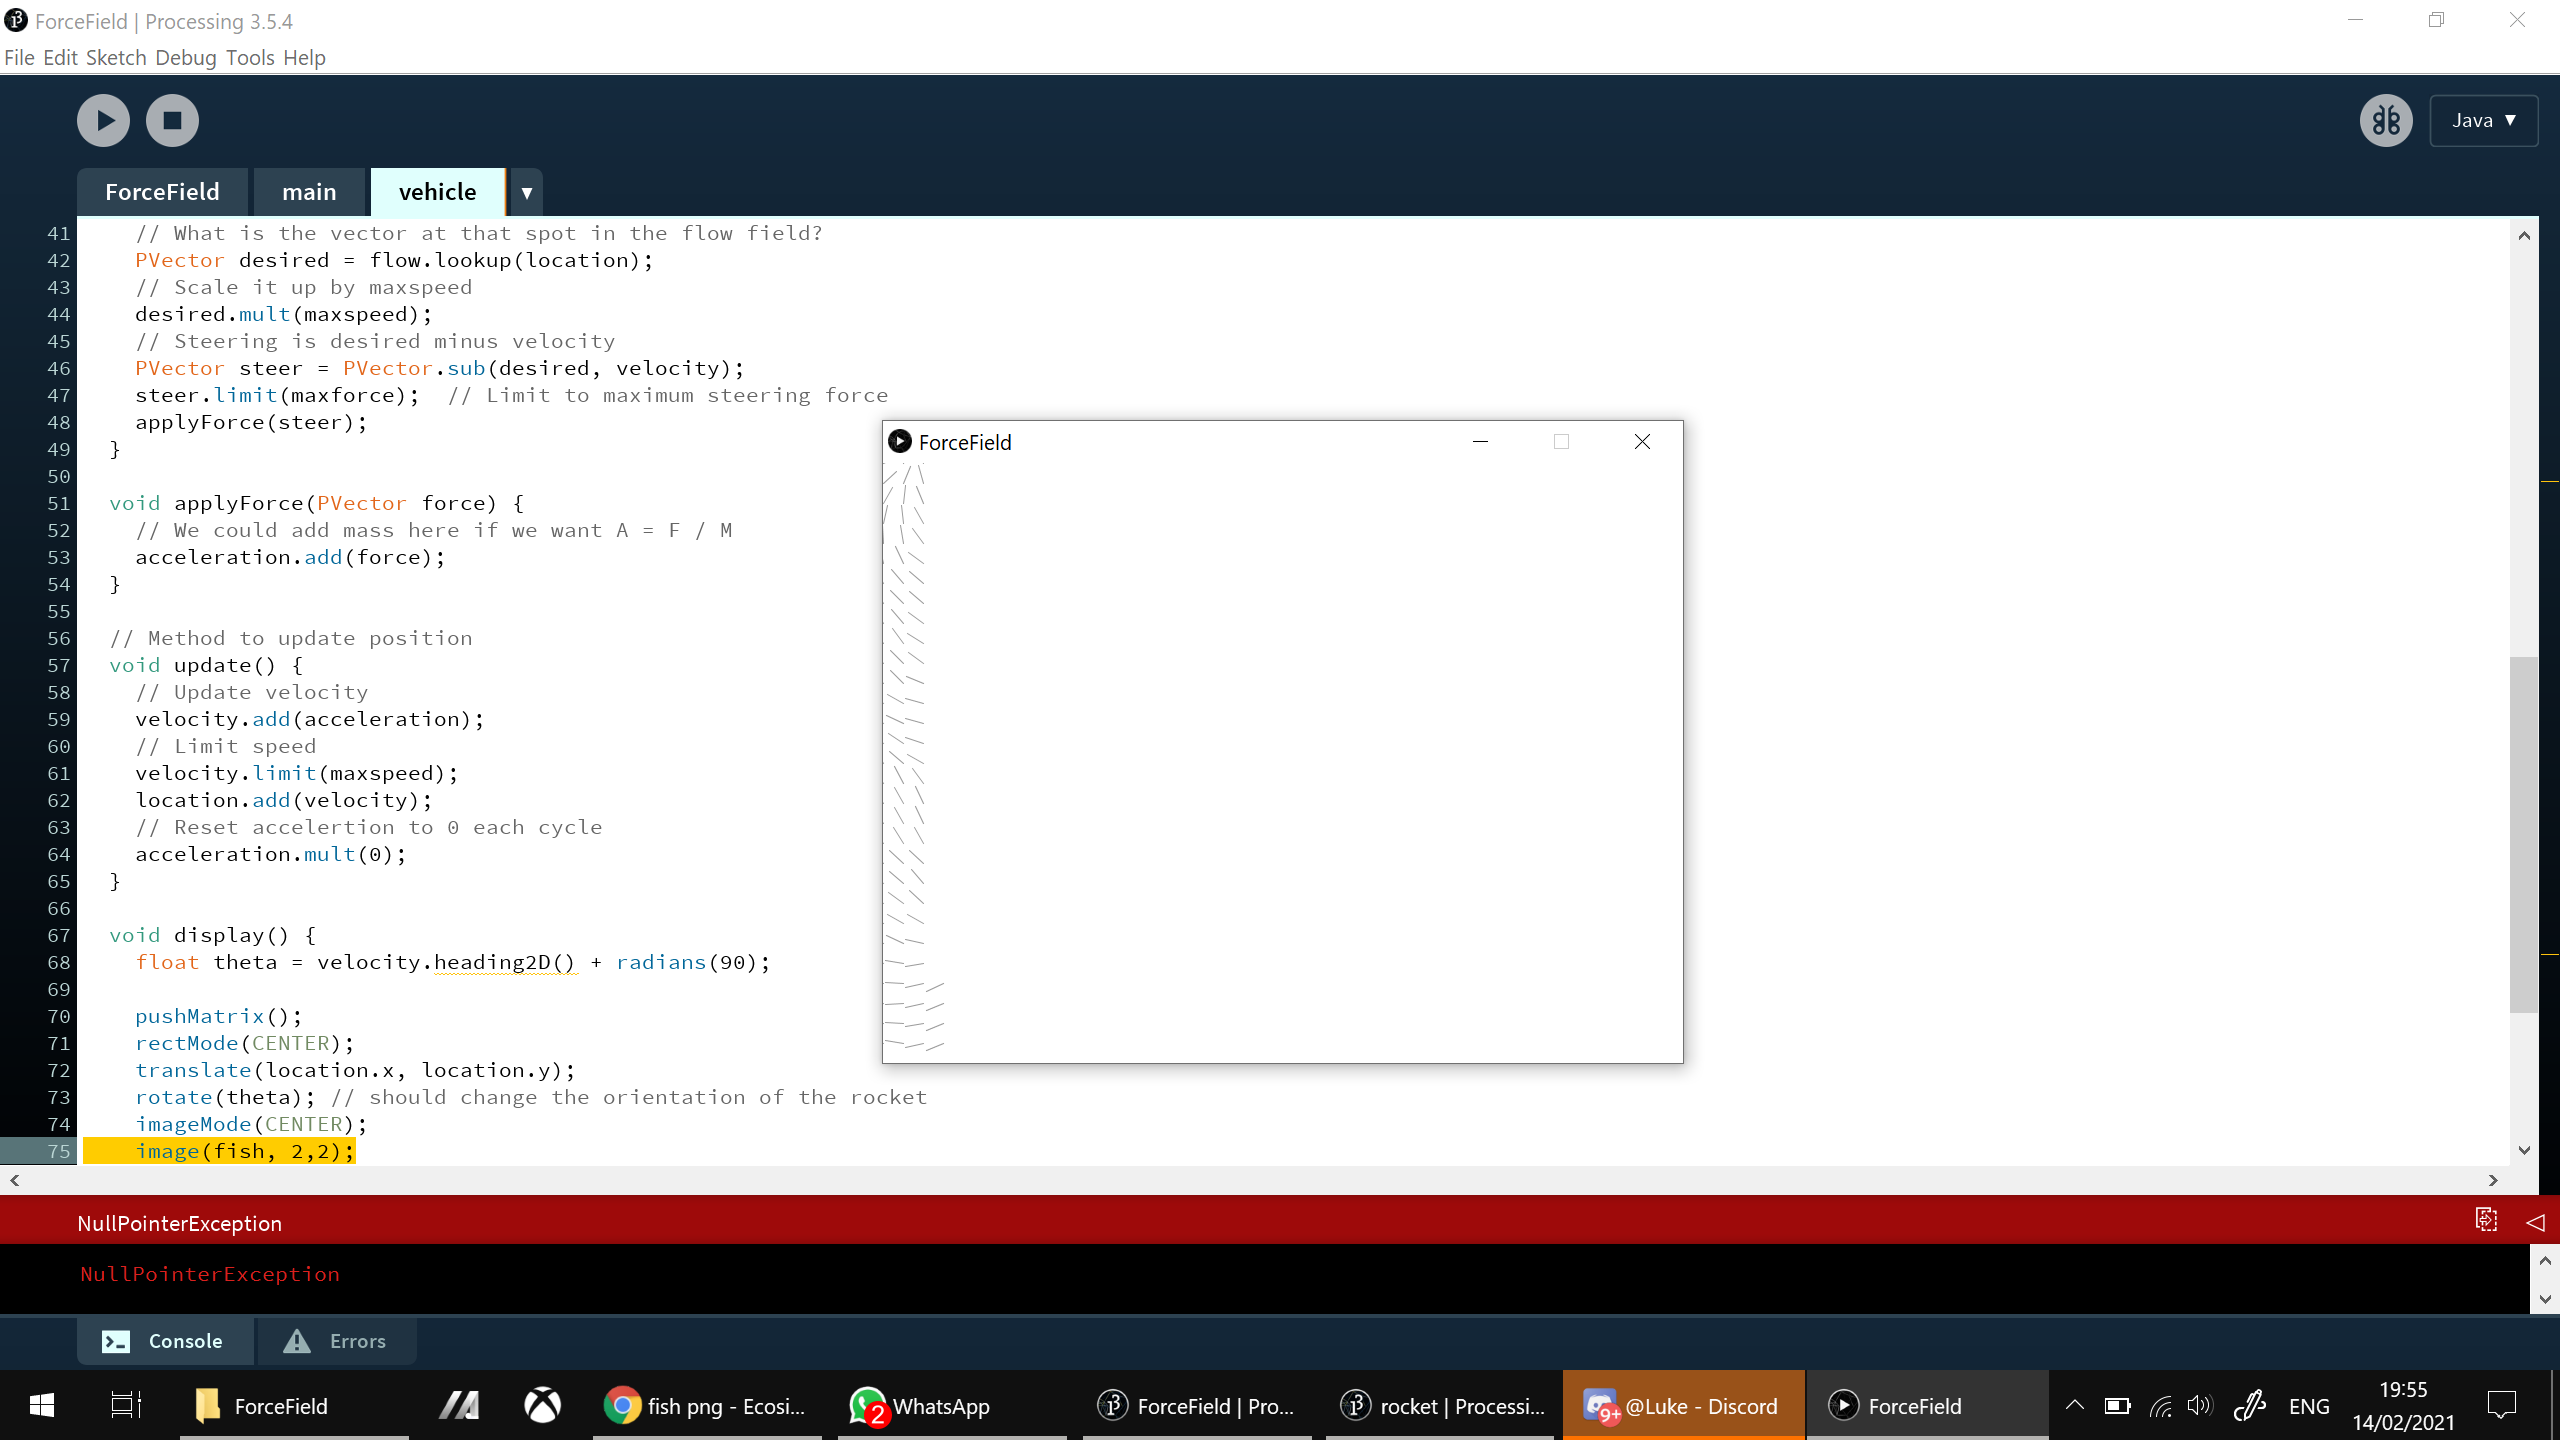 ForceField | Processing 3.5.4
File Edit Sketch Debug Tools Help
Java ▼
ForceField main vehicle ▼
41 // What is the vector at that spot in the flow field?
42 PVector desired = flow.lookup(location);
43 // Scale it up by maxspeed
44 desired.mult(maxspeed);
45 // Steering is desired minus velocity
46 PVector steer = PVector.sub(desired, velocity);
47 steer.limit(maxforce);  // Limit to maximum steering force
48 applyForce(steer);
49 }
50
51 void applyForce(PVector force) {
52 // We could add mass here if we want A = F / M
53 acceleration.add(force);
54 }
55
56 // Method to update position
57 void update() {
58 // Update velocity
59 velocity.add(acceleration);
60 // Limit speed
61 velocity.limit(maxspeed);
62 location.add(velocity);
63 // Reset accelertion to 0 each cycle
64 acceleration.mult(0);
65 }
66
67 void display() {
68 float theta = velocity.heading2D() + radians(90);
69
70 pushMatrix();
71 rectMode(CENTER);
72 translate(location.x, location.y);
73 rotate(theta); // should change the orientation of the rocket
74 imageMode(CENTER);
75 image(fish, 2,2);
ForceField
NullPointerException
NullPointerException
Console Errors
ForceField
fish png - Ecosi...
2 WhatsApp
ForceField | Pro...
rocket | Processi...
9+ @Luke - Discord
ForceField
ENG
19:55
14/02/2021